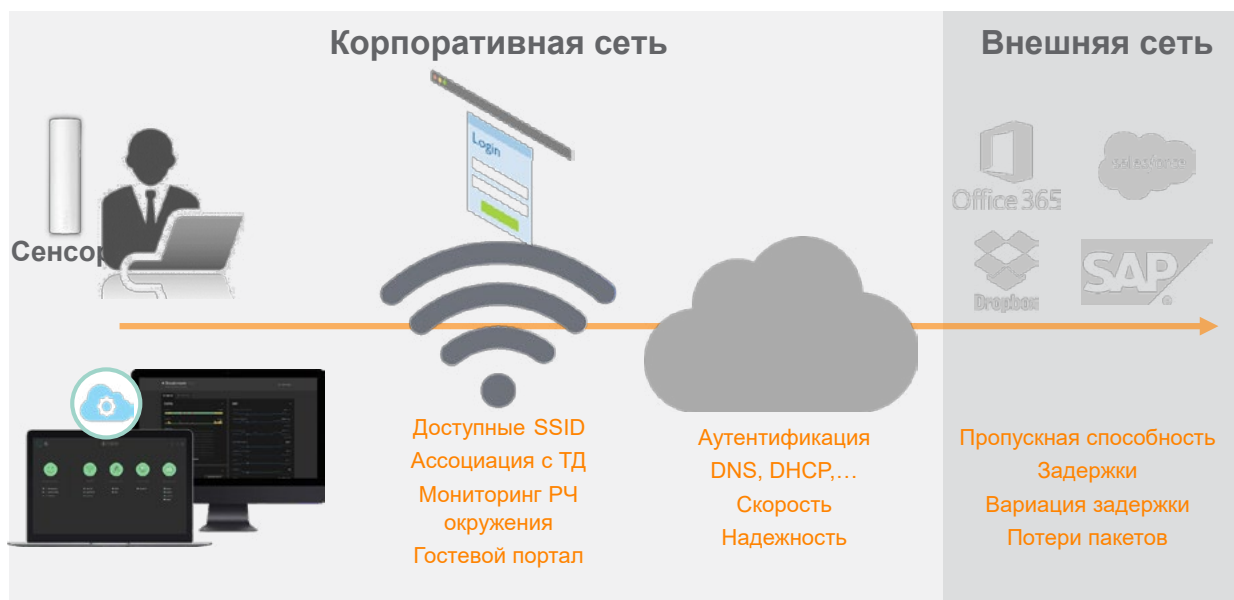 Корпоративная сеть
Внешняя сеть
Login
Office 365
salesforce
Сенсор
Dropbox
SAP
Доступные SSID
Ассоциация с ТД
Мониторинг РЧ
окружения
Гостевой портал
Аутентификация
DNS, DHCP,…
Скорость
Надежность
Пропускная способность
Задержки
Вариация задержки
Потери пакетов